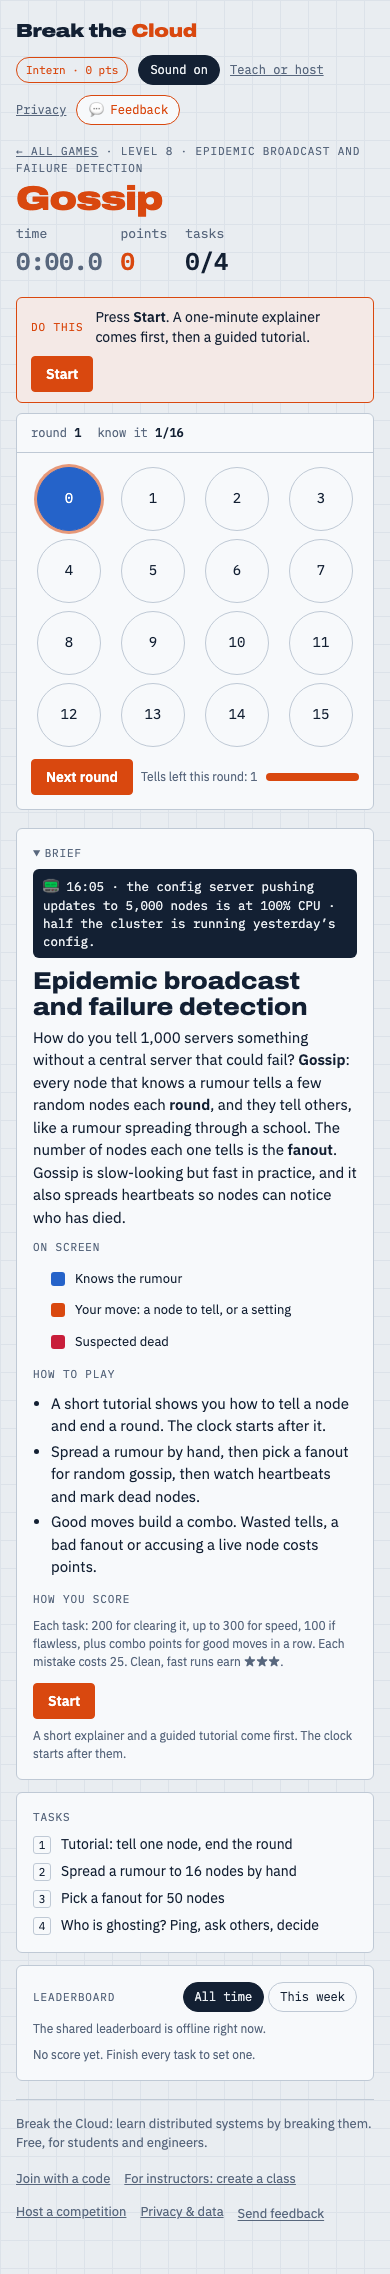 Break the Cloud
Intern · 0 pts
Sound on
Teach or host
Privacy
💬 Feedback
← ALL GAMES · LEVEL 8 · EPIDEMIC BROADCAST AND
FAILURE DETECTION
Gossip
time points tasks
0:00.0 0 0/4
DO THIS
Press Start. A one-minute explainer
comes first, then a guided tutorial.
Start
round 1 know it 1/16
0 1 2 3
4 5 6 7
8 9 10 11
12 13 14 15
Next round
Tells left this round: 1
▼ BRIEF
16:05 · the config server pushing
updates to 5,000 nodes is at 100% CPU ·
half the cluster is running yesterday’s
config.
Epidemic broadcast
and failure detection
How do you tell 1,000 servers something
without a central server that could fail? Gossip:
every node that knows a rumour tells a few
random nodes each round, and they tell others,
like a rumour spreading through a school. The
number of nodes each one tells is the fanout.
Gossip is slow-looking but fast in practice, and it
also spreads heartbeats so nodes can notice
who has died.
ON SCREEN
Knows the rumour
Your move: a node to tell, or a setting
Suspected dead
HOW TO PLAY
• A short tutorial shows you how to tell a node
and end a round. The clock starts after it.
• Spread a rumour by hand, then pick a fanout
for random gossip, then watch heartbeats
and mark dead nodes.
• Good moves build a combo. Wasted tells, a
bad fanout or accusing a live node costs
points.
HOW YOU SCORE
Each task: 200 for clearing it, up to 300 for speed, 100 if
flawless, plus combo points for good moves in a row. Each
mistake costs 25. Clean, fast runs earn ★★★.
Start
A short explainer and a guided tutorial come first. The clock
starts after them.
TASKS
1 Tutorial: tell one node, end the round
2 Spread a rumour to 16 nodes by hand
3 Pick a fanout for 50 nodes
4 Who is ghosting? Ping, ask others, decide
LEADERBOARD
All time
This week
The shared leaderboard is offline right now.
No score yet. Finish every task to set one.
Break the Cloud: learn distributed systems by breaking them.
Free, for students and engineers.
Join with a code For instructors: create a class
Host a competition Privacy & data Send feedback